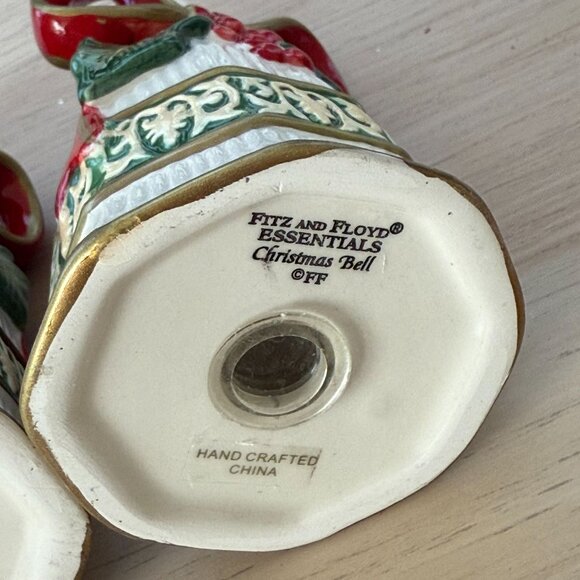 FITZ AND FLOYD®
ESSENTIALS
Christmas Bell
©FF
HAND CRAFTED
CHINA